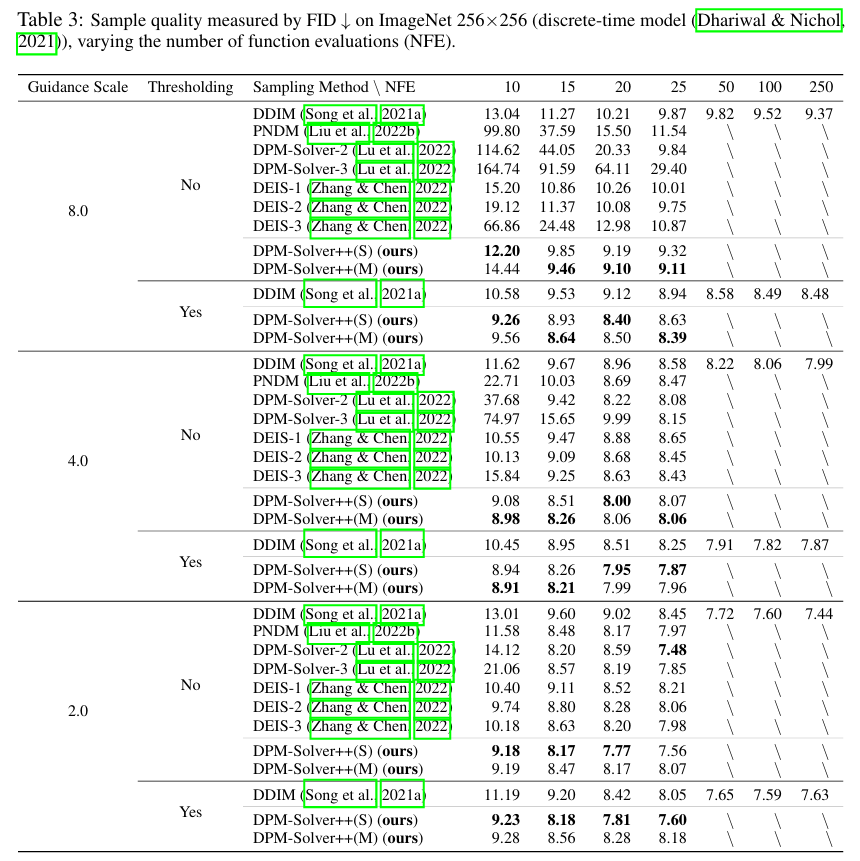 Table 3: Sample quality measured by FID ↓ on ImageNet 256×256 (discrete-time model (Dhariwal & Nichol,
2021)), varying the number of function evaluations (NFE).
Guidance Scale Thresholding Sampling Method \ NFE 10 15 20 25 50 100 250
DDIM (Song et al., 2021a) 13.04 11.27 10.21 9.87 9.82 9.52 9.37
PNDM (Liu et al., 2022b) 99.80 37.59 15.50 11.54 \ \ \
DPM-Solver-2 (Lu et al., 2022) 114.62 44.05 20.33 9.84 \ \ \
DPM-Solver-3 (Lu et al., 2022) 164.74 91.59 64.11 29.40 \ \ \
No
DEIS-1 (Zhang & Chen, 2022) 15.20 10.86 10.26 10.01 \ \ \
8.0
DEIS-2 (Zhang & Chen, 2022) 19.12 11.37 10.08 9.75 \ \ \
DEIS-3 (Zhang & Chen, 2022) 66.86 24.48 12.98 10.87 \ \ \
DPM-Solver++(S) (ours) 12.20 9.85 9.19 9.32 \ \ \
DPM-Solver++(M) (ours) 14.44 9.46 9.10 9.11 \ \ \
DDIM (Song et al., 2021a) 10.58 9.53 9.12 8.94 8.58 8.49 8.48
Yes
DPM-Solver++(S) (ours) 9.26 8.93 8.40 8.63 \ \ \
DPM-Solver++(M) (ours) 9.56 8.64 8.50 8.39 \ \ \
DDIM (Song et al., 2021a) 11.62 9.67 8.96 8.58 8.22 8.06 7.99
PNDM (Liu et al., 2022b) 22.71 10.03 8.69 8.47 \ \ \
DPM-Solver-2 (Lu et al., 2022) 37.68 9.42 8.22 8.08 \ \ \
DPM-Solver-3 (Lu et al., 2022) 74.97 15.65 9.99 8.15 \ \ \
No
DEIS-1 (Zhang & Chen, 2022) 10.55 9.47 8.88 8.65 \ \ \
4.0
DEIS-2 (Zhang & Chen, 2022) 10.13 9.09 8.68 8.45 \ \ \
DEIS-3 (Zhang & Chen, 2022) 15.84 9.25 8.63 8.43 \ \ \
DPM-Solver++(S) (ours) 9.08 8.51 8.00 8.07 \ \ \
DPM-Solver++(M) (ours) 8.98 8.26 8.06 8.06 \ \ \
DDIM (Song et al., 2021a) 10.45 8.95 8.51 8.25 7.91 7.82 7.87
Yes
DPM-Solver++(S) (ours) 8.94 8.26 7.95 7.87 \ \ \
DPM-Solver++(M) (ours) 8.91 8.21 7.99 7.96 \ \ \
DDIM (Song et al., 2021a) 13.01 9.60 9.02 8.45 7.72 7.60 7.44
PNDM (Liu et al., 2022b) 11.58 8.48 8.17 7.97 \ \ \
DPM-Solver-2 (Lu et al., 2022) 14.12 8.20 8.59 7.48 \ \ \
DPM-Solver-3 (Lu et al., 2022) 21.06 8.57 8.19 7.85 \ \ \
No
DEIS-1 (Zhang & Chen, 2022) 10.40 9.11 8.52 8.21 \ \ \
2.0
DEIS-2 (Zhang & Chen, 2022) 9.74 8.80 8.28 8.06 \ \ \
DEIS-3 (Zhang & Chen, 2022) 10.18 8.63 8.20 7.98 \ \ \
DPM-Solver++(S) (ours) 9.18 8.17 7.77 7.56 \ \ \
DPM-Solver++(M) (ours) 9.19 8.47 8.17 8.07 \ \ \
DDIM (Song et al., 2021a) 11.19 9.20 8.42 8.05 7.65 7.59 7.63
Yes
DPM-Solver++(S) (ours) 9.23 8.18 7.81 7.60 \ \ \
DPM-Solver++(M) (ours) 9.28 8.56 8.28 8.18 \ \ \